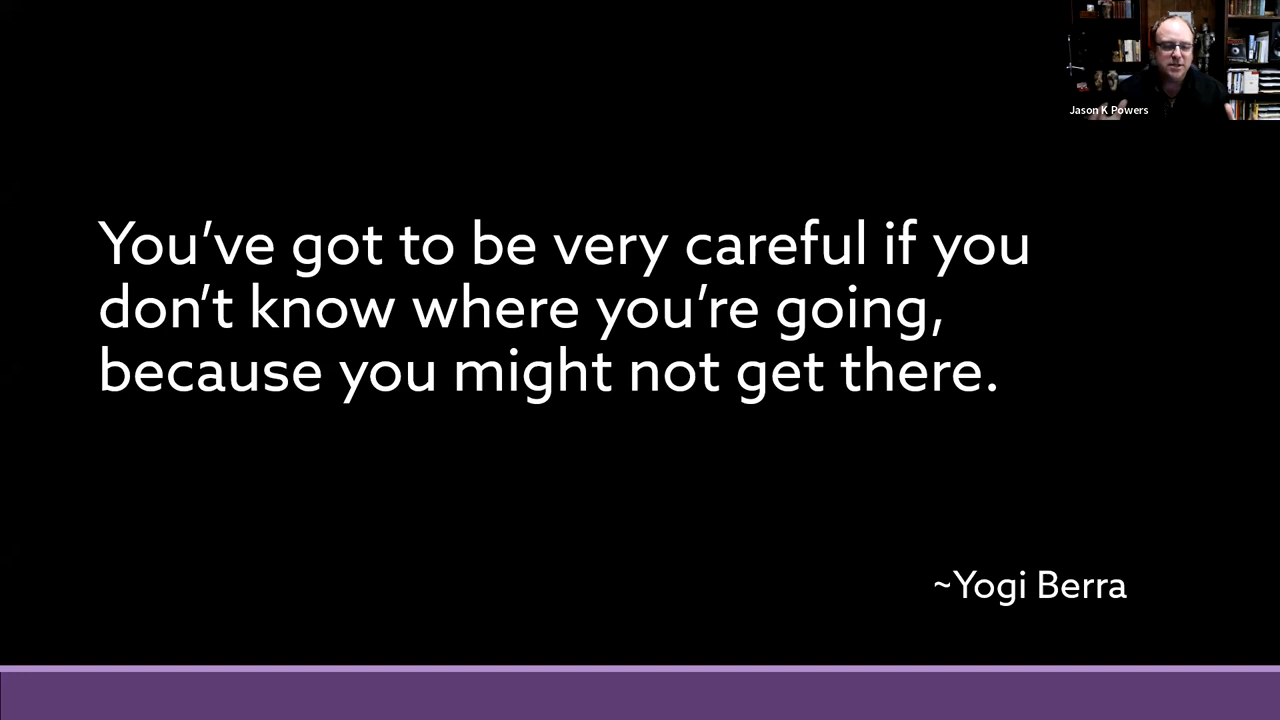 Jason K Powers
You've got to be very careful if you
don't know where you're going,
because you might not get there.
~Yogi Berra